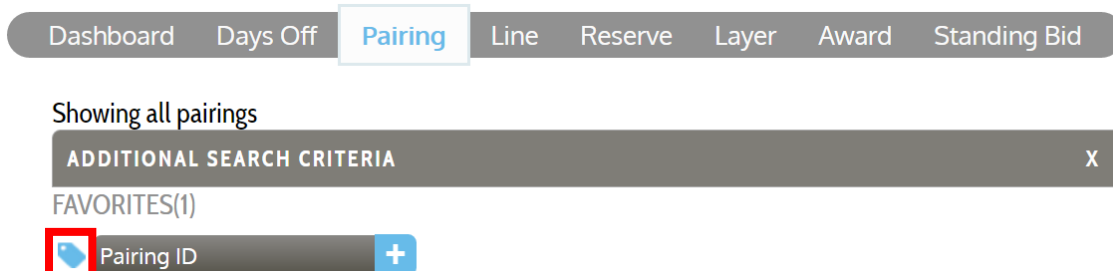 Dashboard Days Off Pairing Line Reserve Layer Award Standing Bid
Showing all pairings
ADDITIONAL SEARCH CRITERIA X
FAVORITES(1)
Pairing ID +